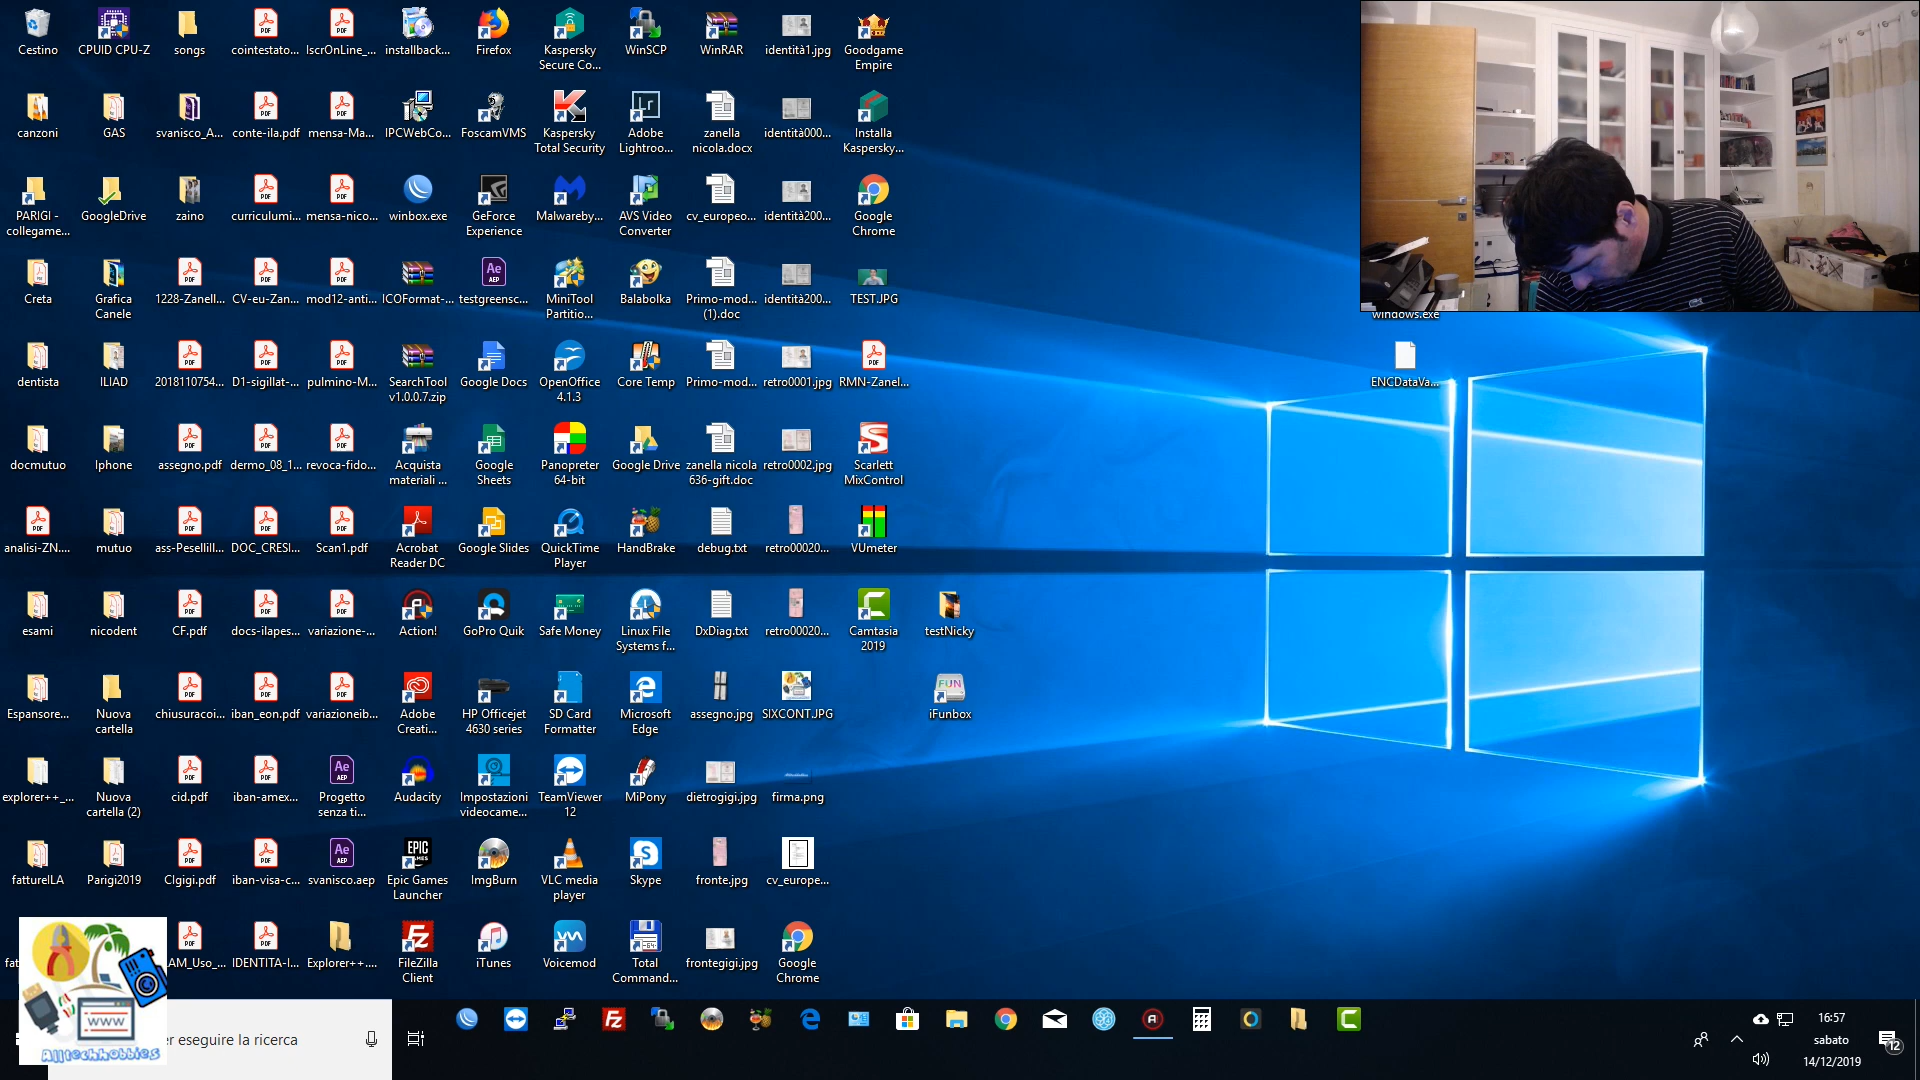 Cestino
CPUID CPU-Z
songs
cointestato...
IscrOnLine_...
installback...
Firefox
Kaspersky
Secure Co...
WinSCP
WinRAR
identità1.jpg
Goodgame
Empire
canzoni
GAS
svanisco_A...
conte-ila.pdf
mensa-Ma...
IPCWebCo...
FoscamVMS
Kaspersky
Total Security
Adobe
Lightroo...
zanella
nicola.docx
identità000...
Installa
Kaspersky...
PARIGI -
collegame...
GoogleDrive
zaino
curriculumi...
mensa-nico...
winbox.exe
GeForce
Experience
Malwareby...
AVS Video
Converter
cv_europeo...
identità200...
Google
Chrome
Creta
Grafica
Canele
1228-Zanell...
CV-eu-Zan...
mod12-anti...
ICOFormat-...
testgreensc...
MiniTool
Partitio...
Balabolka
Primo-mod...
(1).doc
identità200...
TEST.JPG
windows.exe
dentista
ILIAD
2018110754...
D1-sigillat-...
pulmino-M...
SearchTool
v1.0.0.7.zip
Google Docs
OpenOffice
4.1.3
Core Temp
Primo-mod...
retro0001.jpg
RMN-Zanel...
ENCDataVa...
docmutuo
Iphone
assegno.pdf
dermo_08_1...
revoca-fido...
Acquista
materiali ...
Google
Sheets
Panopreter
64-bit
Google Drive
zanella nicola
636-gift.doc
retro0002.jpg
Scarlett
MixControl
analisi-ZN....
mutuo
ass-Pesellill...
DOC_CRESI...
Scan1.pdf
Acrobat
Reader DC
Google Slides
QuickTime
Player
HandBrake
debug.txt
retro00020...
VUmeter
esami
nicodent
CF.pdf
docs-ilapes...
variazione-...
Action!
GoPro Quik
Safe Money
Linux File
Systems f...
DxDiag.txt
retro00020...
Camtasia
2019
testNicky
Espansore...
Nuova
cartella
chiusuracoi...
iban_eon.pdf
variazioneib...
Adobe
Creati...
HP Officejet
4630 series
SD Card
Formatter
Microsoft
Edge
assegno.jpg
SIXCONT.JPG
iFunbox
explorer++_...
Nuova
cartella (2)
cid.pdf
iban-amex...
Progetto
senza ti...
Audacity
Impostazioni
videocame...
TeamViewer
12
MiPony
dietrogigi.jpg
firma.png
fattureILA
Parigi2019
CIgigi.pdf
iban-visa-c...
svanisco.aep
Epic Games
Launcher
ImgBurn
VLC media
player
Skype
fronte.jpg
cv_europe...
fat
AM_Uso_...
IDENTITA-I...
Explorer++....
FileZilla
Client
iTunes
Voicemod
Total
Command...
frontegigi.jpg
Google
Chrome
WWW
Alltechhobbies
er eseguire la ricerca
16:57
sabato
14/12/2019
12